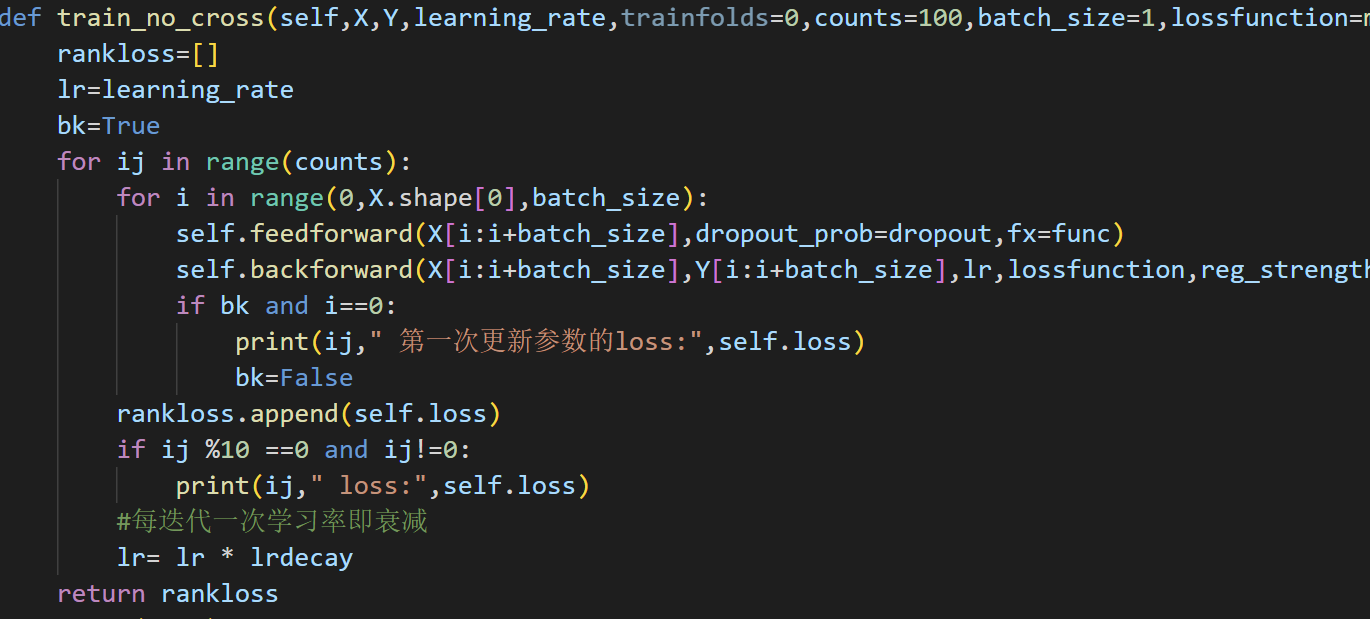 def train_no_cross(self,X,Y,learning_rate,trainfolds=0,counts=100,batch_size=1,lossfunction=
rankloss=[]
lr=learning_rate
bk=True
for ij in range(counts):
for i in range(0,X.shape[0],batch_size):
self.feedforward(X[i:i+batch_size],dropout_prob=dropout,fx=func)
self.backforward(X[i:i+batch_size],Y[i:i+batch_size],lr,lossfunction,reg_strength
if bk and i==0:
print(ij," 第一次更新参数的loss:",self.loss)
bk=False
rankloss.append(self.loss)
if ij %10 ==0 and ij!=0:
print(ij," loss:",self.loss)
#每迭代一次学习率即衰减
lr= lr * lrdecay
return rankloss